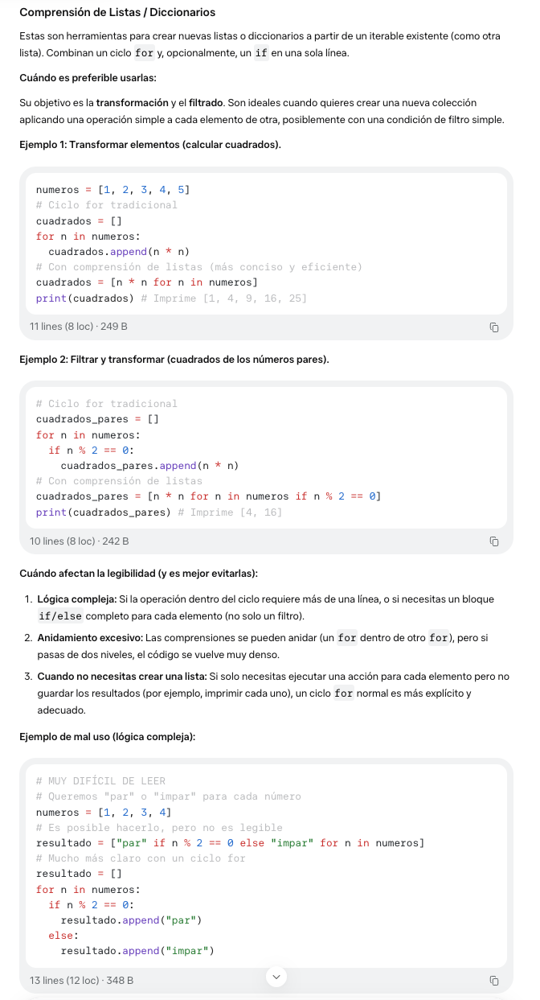 Comprensión de Listas / Diccionarios
Estas son herramientas para crear nuevas listas o diccionarios a partir de un iterable existente (como otra
lista). Combinan un ciclo for y, opcionalmente, un if en una sola línea.
Cuándo es preferible usarlas:
Su objetivo es la transformación y el filtrado. Son ideales cuando quieres crear una nueva colección
aplicando una operación simple a cada elemento de otra, posiblemente con una condición de filtro simple.
Ejemplo 1: Transformar elementos (calcular cuadrados).
numeros = [1, 2, 3, 4, 5]
# Ciclo for tradicional
cuadrados = []
for n in numeros:
  cuadrados.append(n * n)
# Con comprensión de listas (más conciso y eficiente)
cuadrados = [n * n for n in numeros]
print(cuadrados) # Imprime [1, 4, 9, 16, 25]
11 lines (8 loc) · 249 B
Ejemplo 2: Filtrar y transformar (cuadrados de los números pares).
# Ciclo for tradicional
cuadrados_pares = []
for n in numeros:
  if n % 2 == 0:
    cuadrados_pares.append(n * n)
# Con comprensión de listas
cuadrados_pares = [n * n for n in numeros if n % 2 == 0]
print(cuadrados_pares) # Imprime [4, 16]
10 lines (8 loc) · 242 B
Cuándo afectan la legibilidad (y es mejor evitarlas):
1. Lógica compleja: Si la operación dentro del ciclo requiere más de una línea, o si necesitas un bloque
if/else completo para cada elemento (no solo un filtro).
2. Anidamiento excesivo: Las comprensiones se pueden anidar (un for dentro de otro for), pero si
pasas de dos niveles, el código se vuelve muy denso.
3. Cuando no necesitas crear una lista: Si solo necesitas ejecutar una acción para cada elemento pero no
guardar los resultados (por ejemplo, imprimir cada uno), un ciclo for normal es más explícito y
adecuado.
Ejemplo de mal uso (lógica compleja):
# MUY DIFÍCIL DE LEER
# Queremos "par" o "impar" para cada número
numeros = [1, 2, 3, 4]
# Es posible hacerlo, pero no es legible
resultado = ["par" if n % 2 == 0 else "impar" for n in numeros]
# Mucho más claro con un ciclo for
resultado = []
for n in numeros:
  if n % 2 == 0:
    resultado.append("par")
  else:
    resultado.append("impar")
13 lines (12 loc) · 348 B